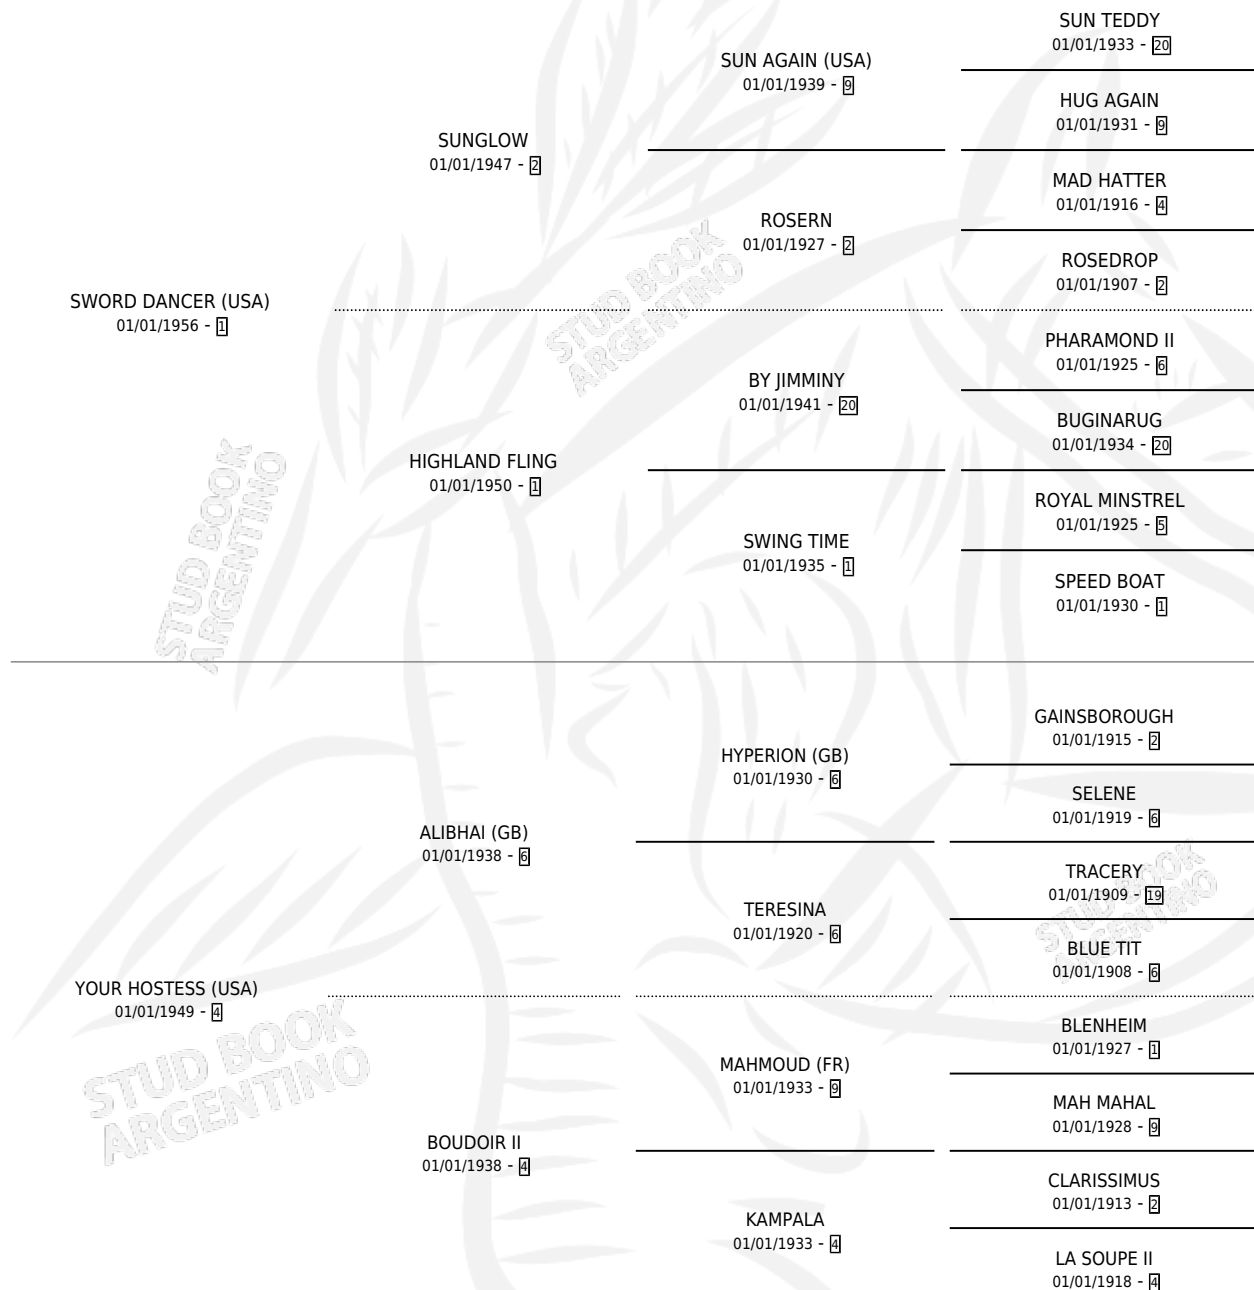 SUN TEDDY
01/01/1933 - 20
SUN AGAIN (USA)
01/01/1939 - 9
HUG AGAIN
01/01/1931 - 9
SUNGLOW
01/01/1947 - 2
MAD HATTER
01/01/1916 - 4
ROSERN
01/01/1927 - 2
ROSEDROP
01/01/1907 - 2
SWORD DANCER (USA)
01/01/1956 - 1
STUD BOOK
ARGENTINO
PHARAMOND II
01/01/1925 - 6
BY JIMMINY
01/01/1941 - 20
BUGINARUG
01/01/1934 - 20
HIGHLAND FLING
01/01/1950 - 1
ROYAL MINSTREL
01/01/1925 - 5
SWING TIME
01/01/1935 - 1
SPEED BOAT
01/01/1930 - 1
STUD BOOK
ARGENTINO
GAINSBOROUGH
01/01/1915 - 2
HYPERION (GB)
01/01/1930 - 6
SELENE
01/01/1919 - 6
ALIBHAI (GB)
01/01/1938 - 6
TRACERY
01/01/1909 - 19
TERESINA
01/01/1920 - 6
BLUE TIT
01/01/1908 - 6
STUD BOOK
ARGENTINO
YOUR HOSTESS (USA)
01/01/1949 - 4
BLENHEIM
01/01/1927 - 1
MAHMOUD (FR)
01/01/1933 - 9
MAH MAHAL
01/01/1928 - 9
STUD BOOK
ARGENTINO
BOUDOIR II
01/01/1938 - 4
CLARISSIMUS
01/01/1913 - 2
KAMPALA
01/01/1933 - 4
LA SOUPE II
01/01/1918 - 4